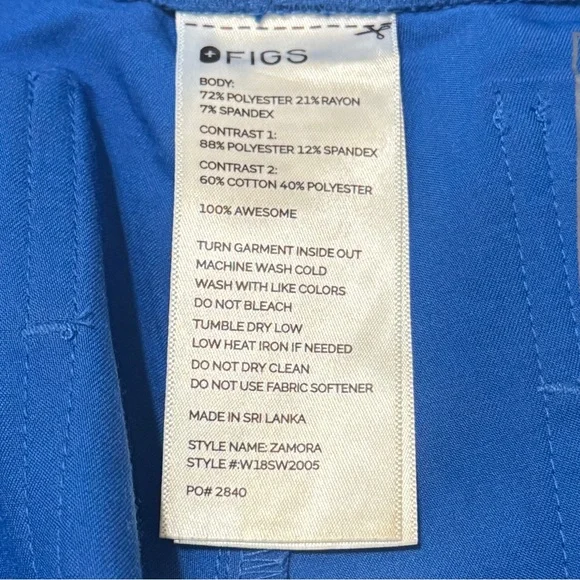 FIGS
BODY:
72% POLYESTER 21% RAYON
7% SPANDEX
CONTRAST 1:
88% POLYESTER 12% SPANDEX
CONTRAST 2:
60% COTTON 40% POLYESTER
100% AWESOME
TURN GARMENT INSIDE OUT
MACHINE WASH COLD
WASH WITH LIKE COLORS
DO NOT BLEACH
TUMBLE DRY LOW
LOW HEAT IRON IF NEEDED
DO NOT DRY CLEAN
DO NOT USE FABRIC SOFTENER
MADE IN SRI LANKA
STYLE NAME: ZAMORA
STYLE #:W18SW2005
PO# 2840